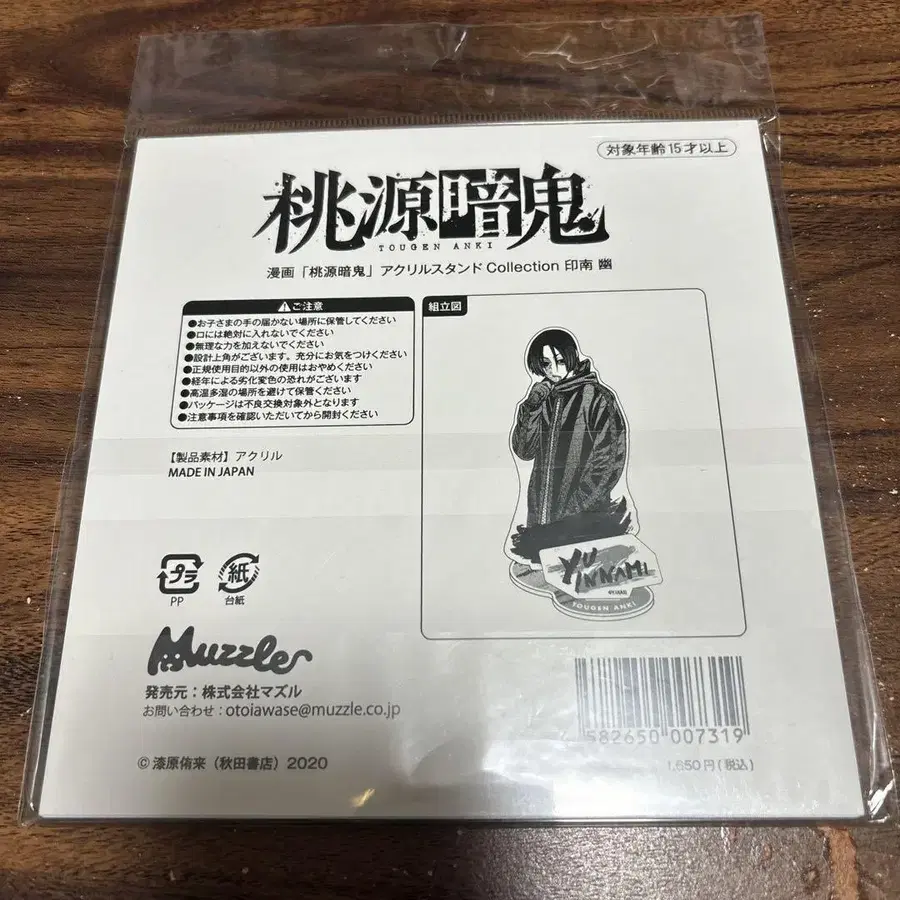 対象年齢15才以上
桃源暗鬼
TOUGEN ANKI
漫画「桃源暗鬼」アクリルスタンド Collection 印南 幽
ご注意
●お子さまの手の届かない場所に保管してください
●口には絶対に入れないでください
●無理な力を加えないでください
●設計上角がございます。充分にお気をつけください
●正規使用目的以外の使用はおやめください
●経年による劣化変色の恐れがございます
●高温多湿の場所を避けて保管ください
●パッケージは不良交換対象外となります
●注意事項を確認いただいてから開封ください
組立図
YU
INNAMI
TOUGEN ANKI
【製品素材】アクリル
MADE IN JAPAN
プラ
PP
紙
台紙
Muzzle
発売元：株式会社マズル
お問い合わせ：otoiawase@muzzle.co.jp
©漆原侑来（秋田書店）2020
582650 007319
1,650円(税込)